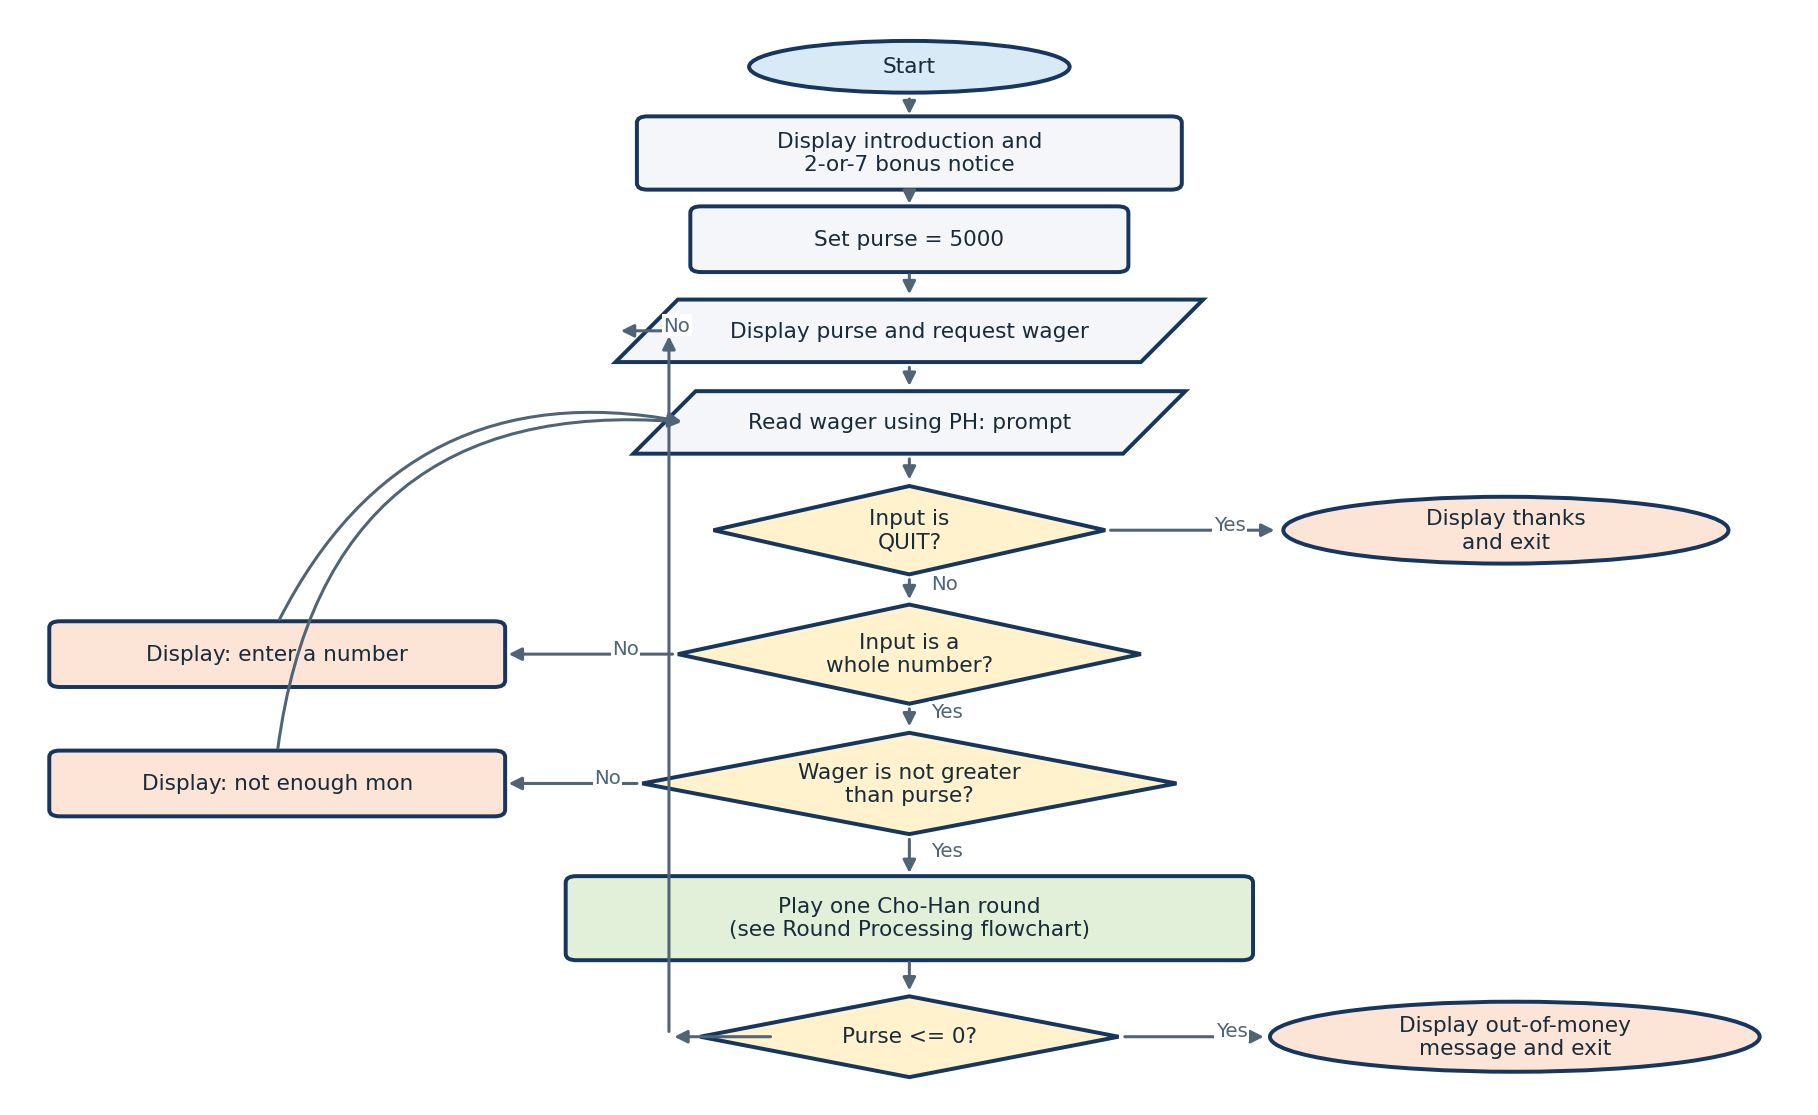 Start
Display introduction and
2-or-7 bonus notice
Set purse = 5000
No
Display purse and request wager
Read wager using PH: prompt
Input is
QUIT?
Yes
Display thanks
and exit
No
Display: enter a number
No
Input is a
whole number?
Yes
Display: not enough mon
No
Wager is not greater
than purse?
Yes
Play one Cho-Han round
(see Round Processing flowchart)
Purse <= 0?
Yes
Display out-of-money
message and exit